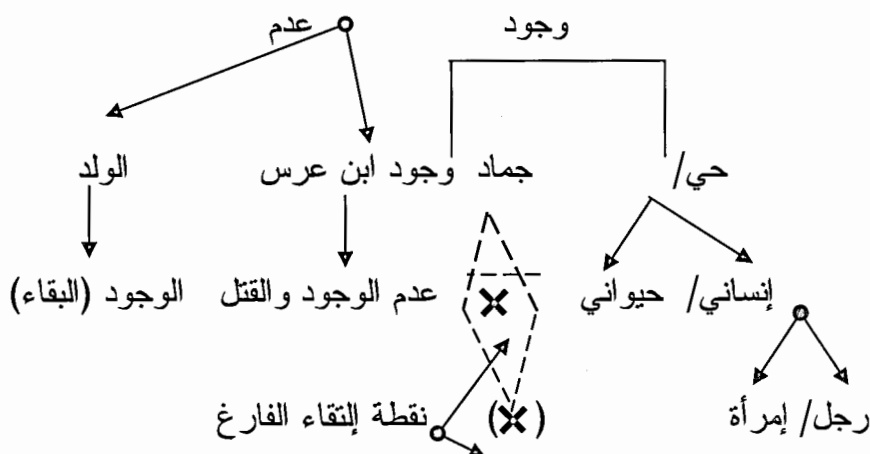 وجود عدم
حي/ جماد وجود ابن عرس الولد
إنساني/ حيواني عدم الوجود والقتل الوجود (البقاء)
رجل/ إمرأة (×) نقطة إلتقاء الفارغ